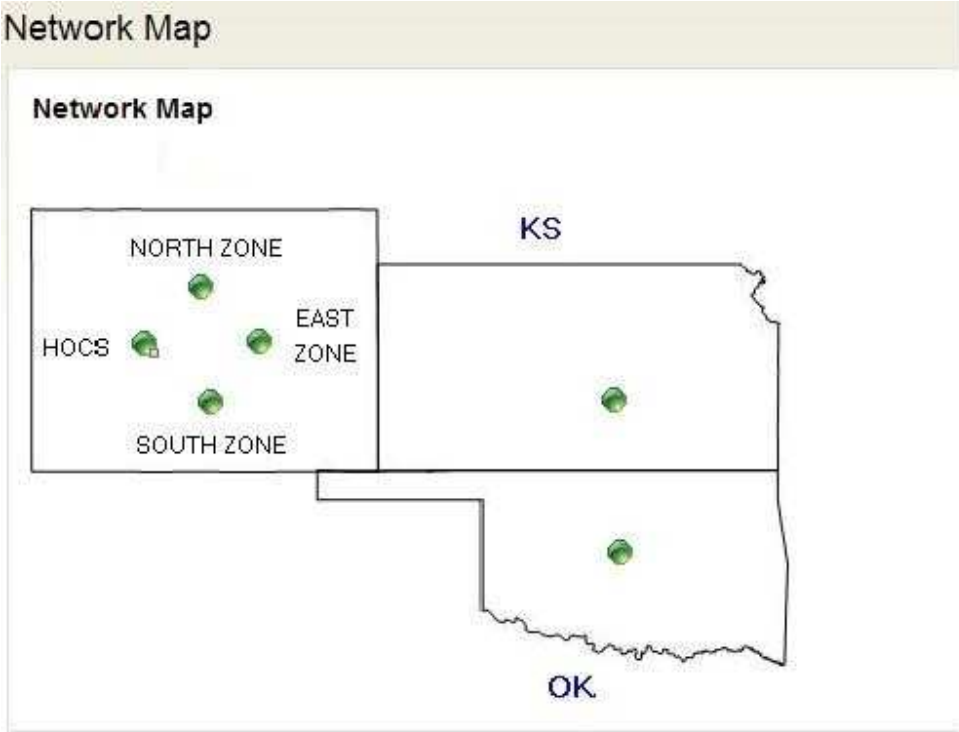 Network Map
Network Map
KS
NORTH ZONE
EAST
ZONE
HOCS
SOUTH ZONE
OK